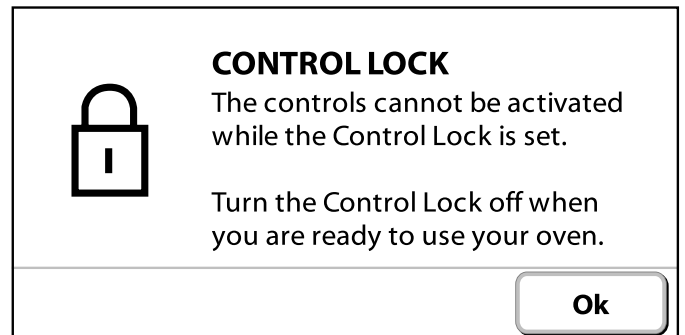 CONTROL LOCK
The controls cannot be activated
while the Control Lock is set.
Turn the Control Lock off when
you are ready to use your oven.
Ok